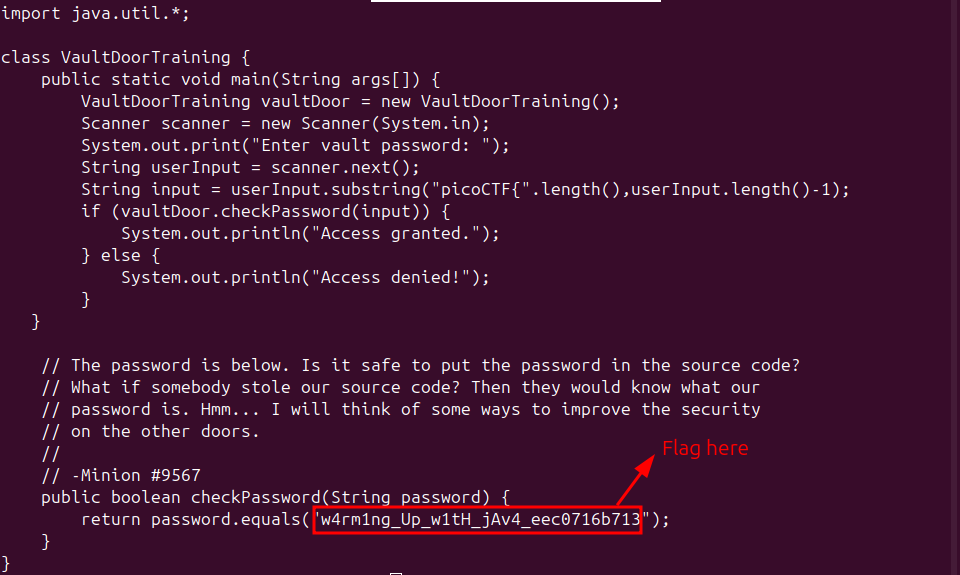 import java.util.*;

class VaultDoorTraining {
    public static void main(String args[]) {
        VaultDoorTraining vaultDoor = new VaultDoorTraining();
        Scanner scanner = new Scanner(System.in);
        System.out.print("Enter vault password: ");
        String userInput = scanner.next();
        String input = userInput.substring("picoCTF{".length(),userInput.length()-1);
        if (vaultDoor.checkPassword(input)) {
            System.out.println("Access granted.");
        } else {
            System.out.println("Access denied!");
        }
   }

    // The password is below. Is it safe to put the password in the source code?
    // What if somebody stole our source code? Then they would know what our
    // password is. Hmm... I will think of some ways to improve the security
    // on the other doors.
    //
Flag here
    // -Minion #9567
    public boolean checkPassword(String password) {
        return password.equals("w4rm1ng_Up_w1tH_jAv4_eec0716b713");
    }
}